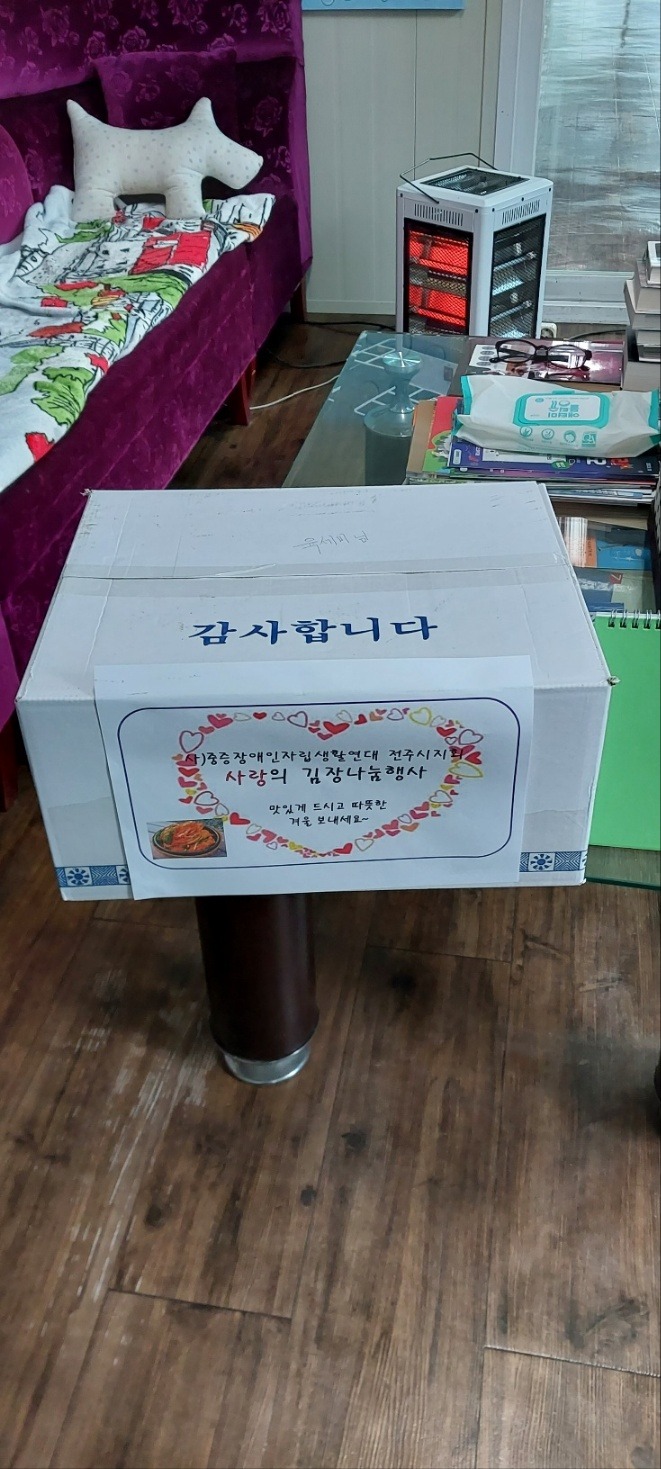 감사합니다
사)중증장애인자립생활연대 전주시지회
사랑의 김장나눔행사
맛있게 드시고 따뜻한
겨울 보내세요~